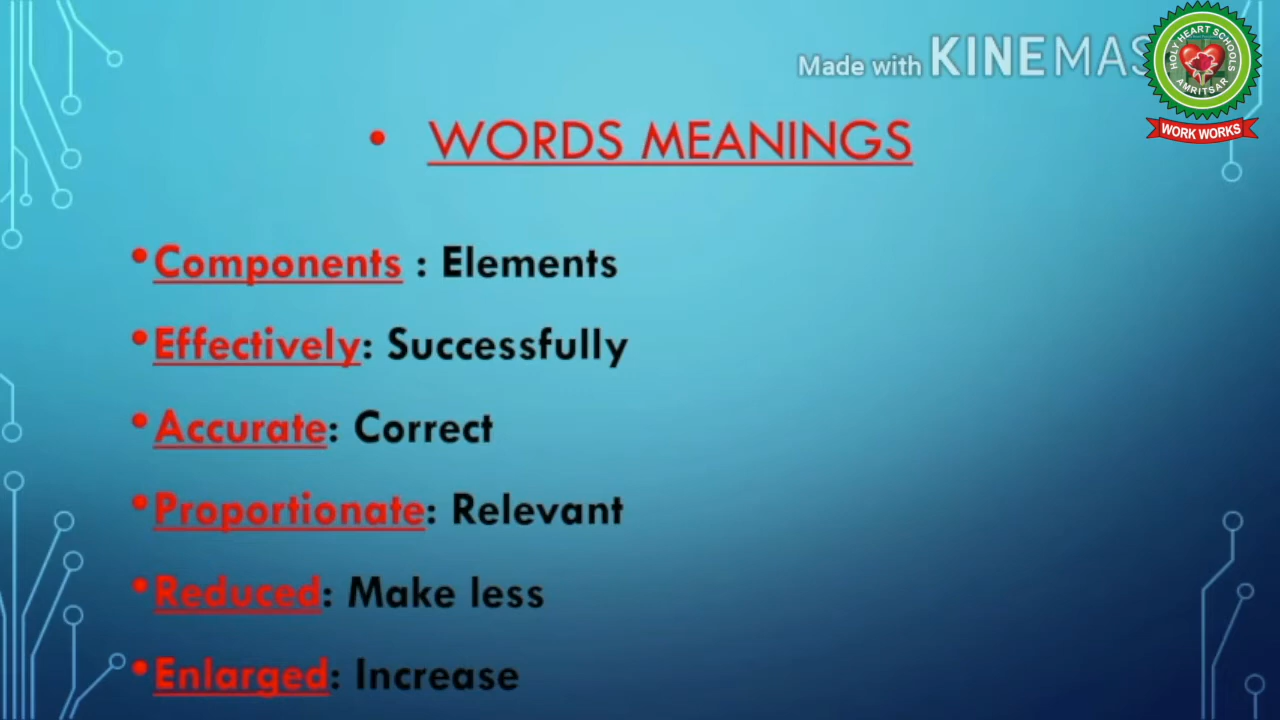 Made with KINEMAS
HOLY HEART SCHOOLS
AMRITSAR
WORK WORKS
• WORDS MEANINGS
•Components : Elements
•Effectively: Successfully
•Accurate: Correct
•Proportionate: Relevant
•Reduced: Make less
•Enlarged: Increase